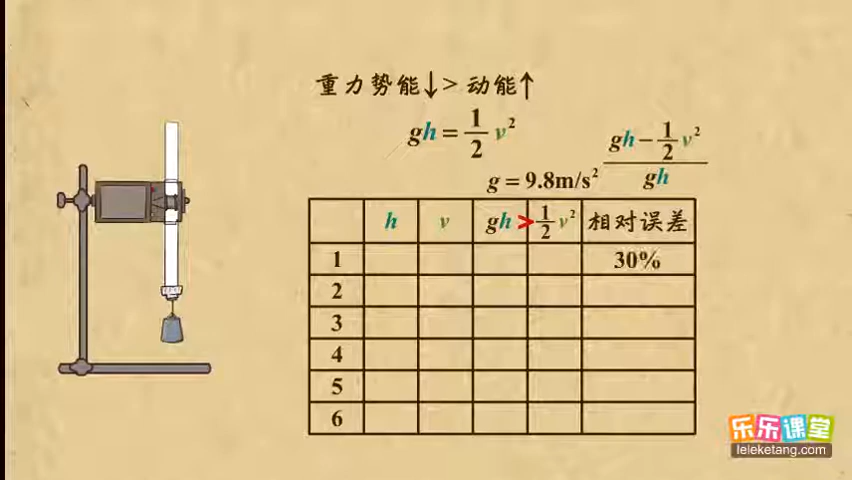 重力势能↓> 动能↑
gh = 1/2 v²
g = 9.8m/s²
(gh − 1/2 v²)/gh
h v gh > 1/2 v² 相对误差
1 30%
2
3
4
5
6
乐乐课堂
leleketang.com